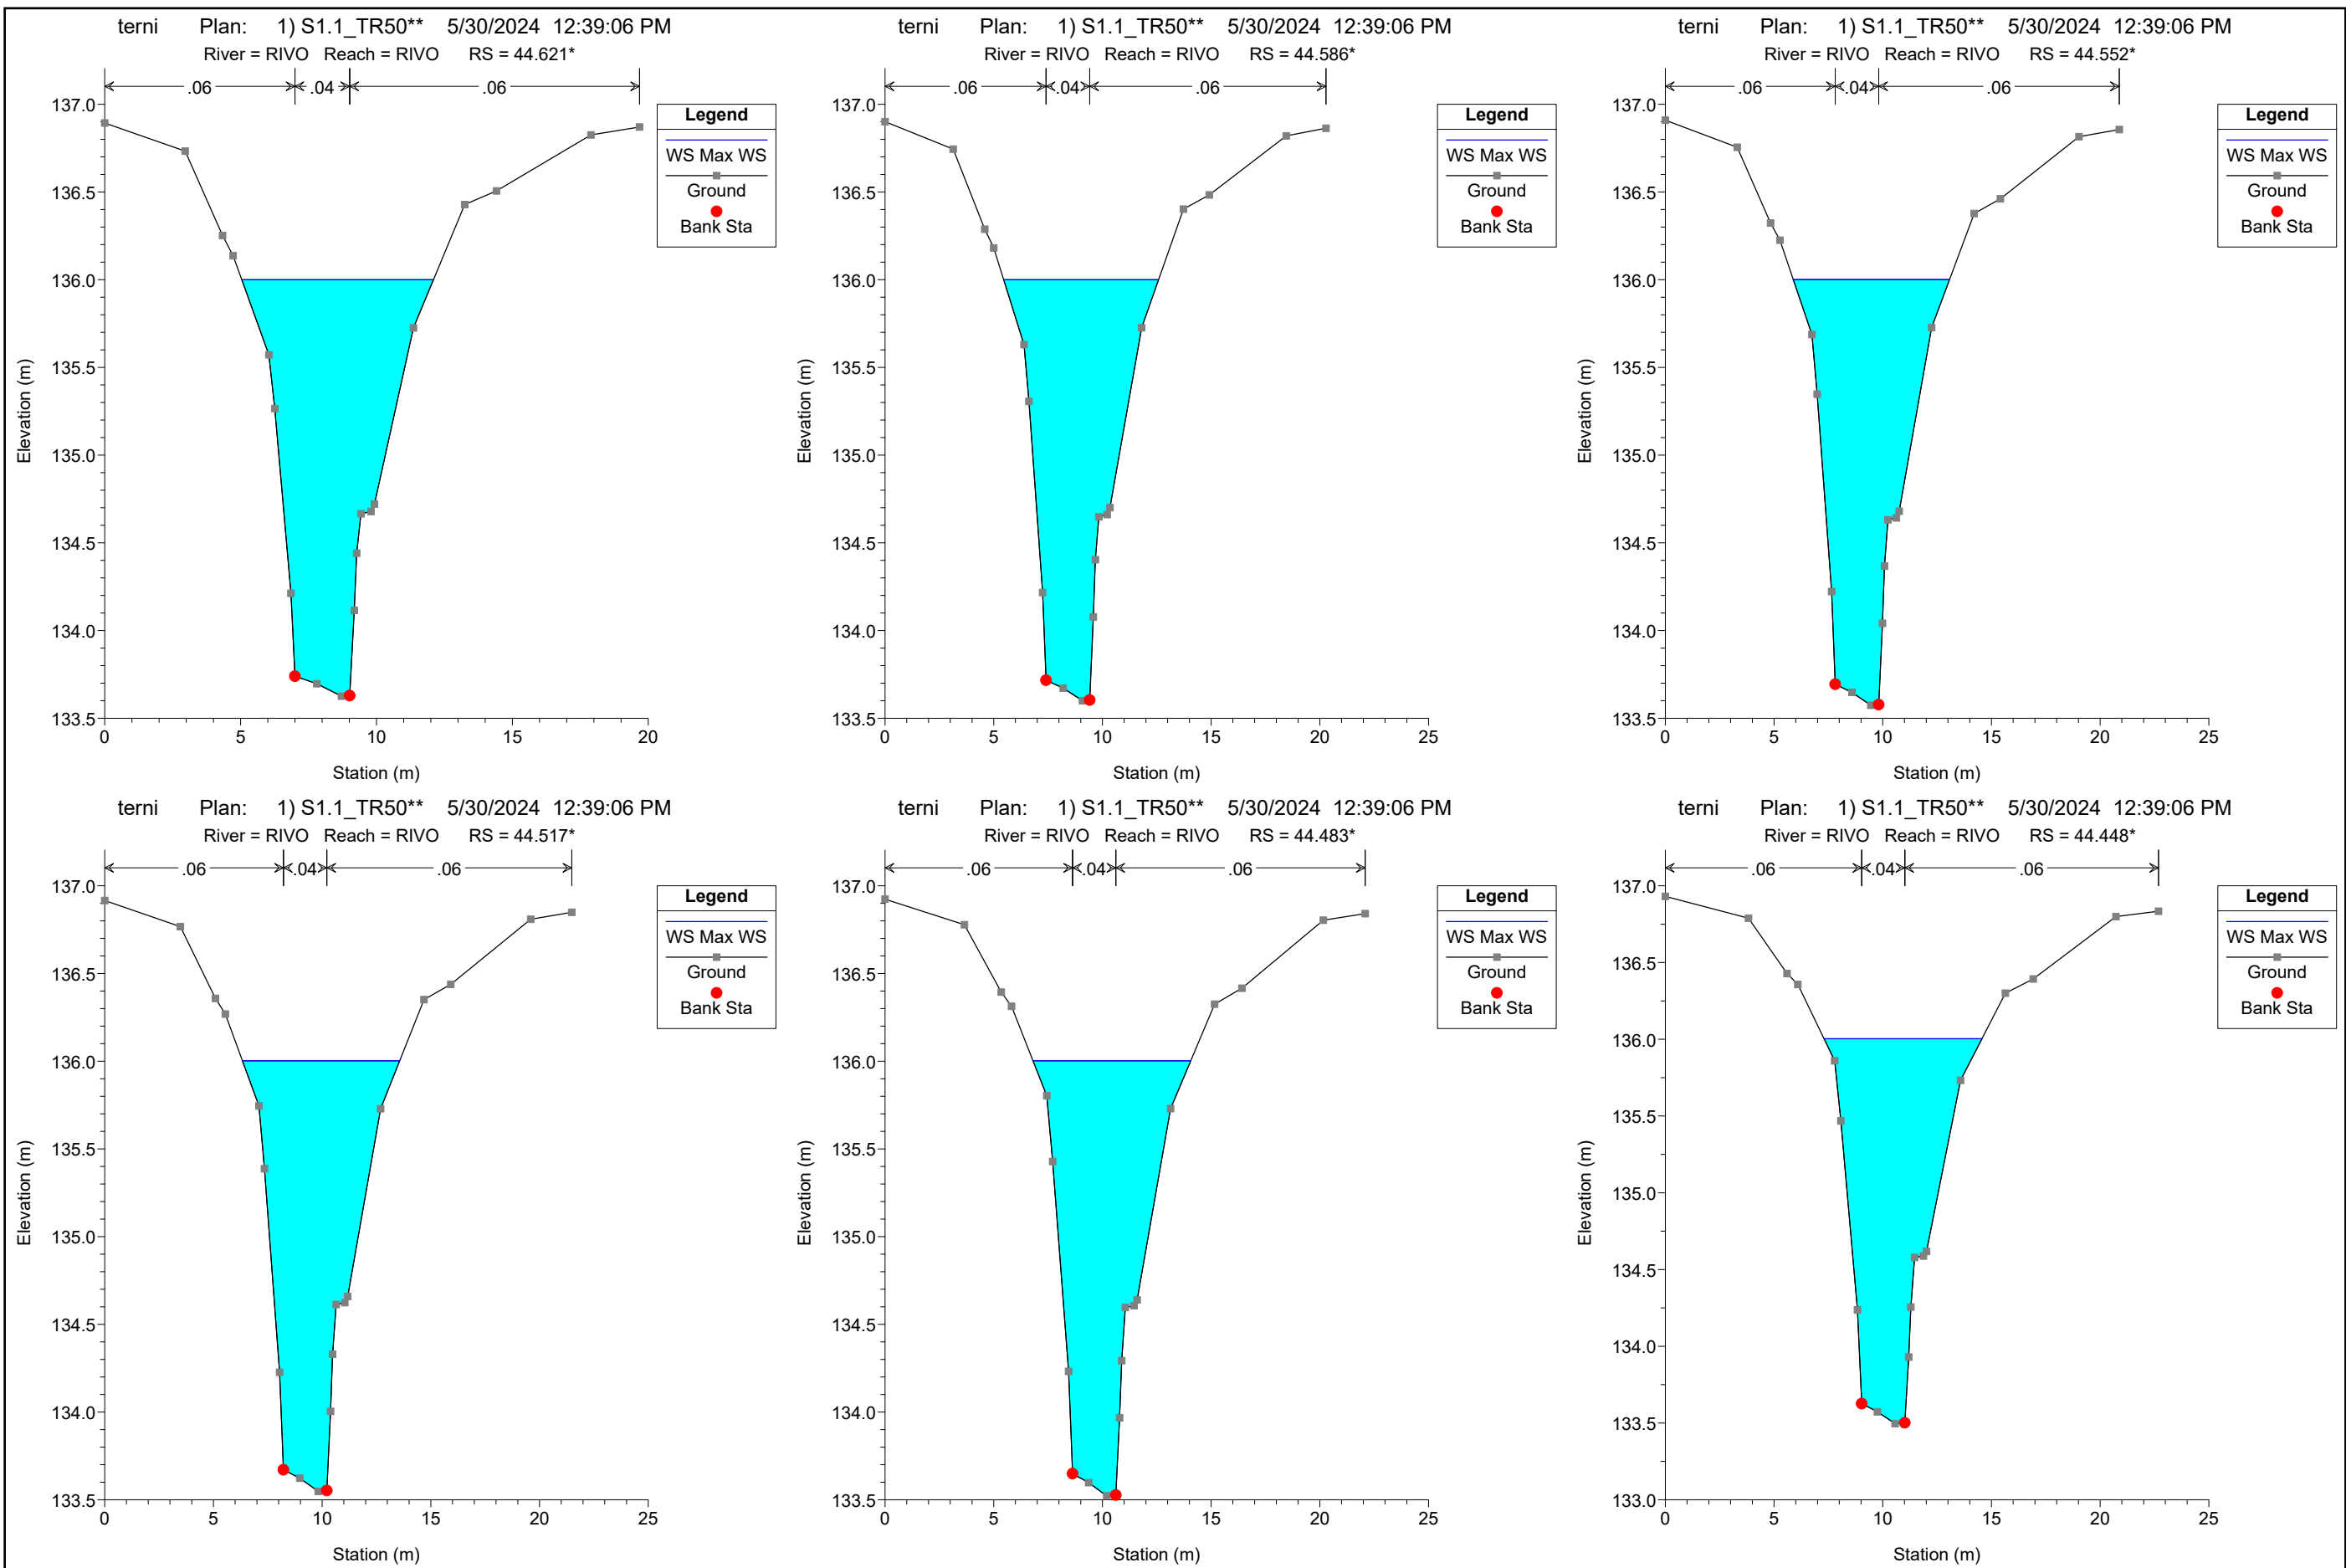 terni Plan: 1) S1.1_TR50** 5/30/2024 12:39:06 PM
River = RIVO Reach = RIVO RS = 44.621*
.06 .04 .06
Legend
WS Max WS
Ground
Bank Sta
137.0
136.5
136.0
135.5
135.0
134.5
134.0
133.5
Elevation (m)
0 5 10 15 20
Station (m)
terni Plan: 1) S1.1_TR50** 5/30/2024 12:39:06 PM
River = RIVO Reach = RIVO RS = 44.586*
.06 .04 .06
Legend
WS Max WS
Ground
Bank Sta
137.0
136.5
136.0
135.5
135.0
134.5
134.0
133.5
Elevation (m)
0 5 10 15 20 25
Station (m)
terni Plan: 1) S1.1_TR50** 5/30/2024 12:39:06 PM
River = RIVO Reach = RIVO RS = 44.552*
.06 .04 .06
Legend
WS Max WS
Ground
Bank Sta
137.0
136.5
136.0
135.5
135.0
134.5
134.0
133.5
Elevation (m)
0 5 10 15 20 25
Station (m)
terni Plan: 1) S1.1_TR50** 5/30/2024 12:39:06 PM
River = RIVO Reach = RIVO RS = 44.517*
.06 .04 .06
Legend
WS Max WS
Ground
Bank Sta
137.0
136.5
136.0
135.5
135.0
134.5
134.0
133.5
Elevation (m)
0 5 10 15 20 25
Station (m)
terni Plan: 1) S1.1_TR50** 5/30/2024 12:39:06 PM
River = RIVO Reach = RIVO RS = 44.483*
.06 .04 .06
Legend
WS Max WS
Ground
Bank Sta
137.0
136.5
136.0
135.5
135.0
134.5
134.0
133.5
Elevation (m)
0 5 10 15 20 25
Station (m)
terni Plan: 1) S1.1_TR50** 5/30/2024 12:39:06 PM
River = RIVO Reach = RIVO RS = 44.448*
.06 .04 .06
Legend
WS Max WS
Ground
Bank Sta
137.0
136.5
136.0
135.5
135.0
134.5
134.0
133.5
133.0
Elevation (m)
0 5 10 15 20 25
Station (m)